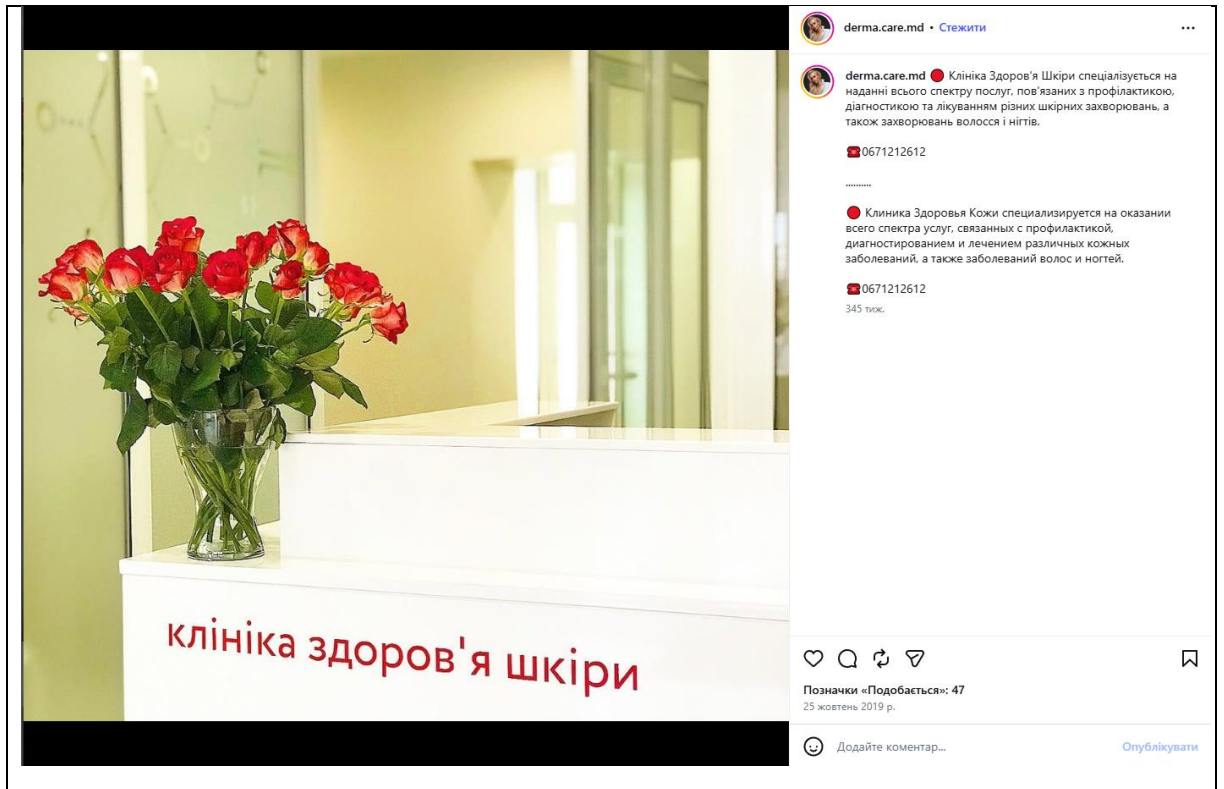 derma.care.md • Стежити
derma.care.md 🔴 Клініка Здоров'я Шкіри спеціалізується на
наданні всього спектру послуг, пов'язаних з профілактикою,
діагностикою та лікуванням різних шкірних захворювань, а
також захворювань волосся і нігтів.
☎️0671212612
..........
🔴 Клиника Здоровья Кожи специализируется на оказании
всего спектра услуг, связанных с профилактикой,
диагностированием и лечением различных кожных
заболеваний, а также заболеваний волос и ногтей.
☎️0671212612
345 тиж.
клініка здоров'я шкіри
Позначки «Подобається»: 47
25 жовтень 2019 р.
Додайте коментар...
Опублікувати